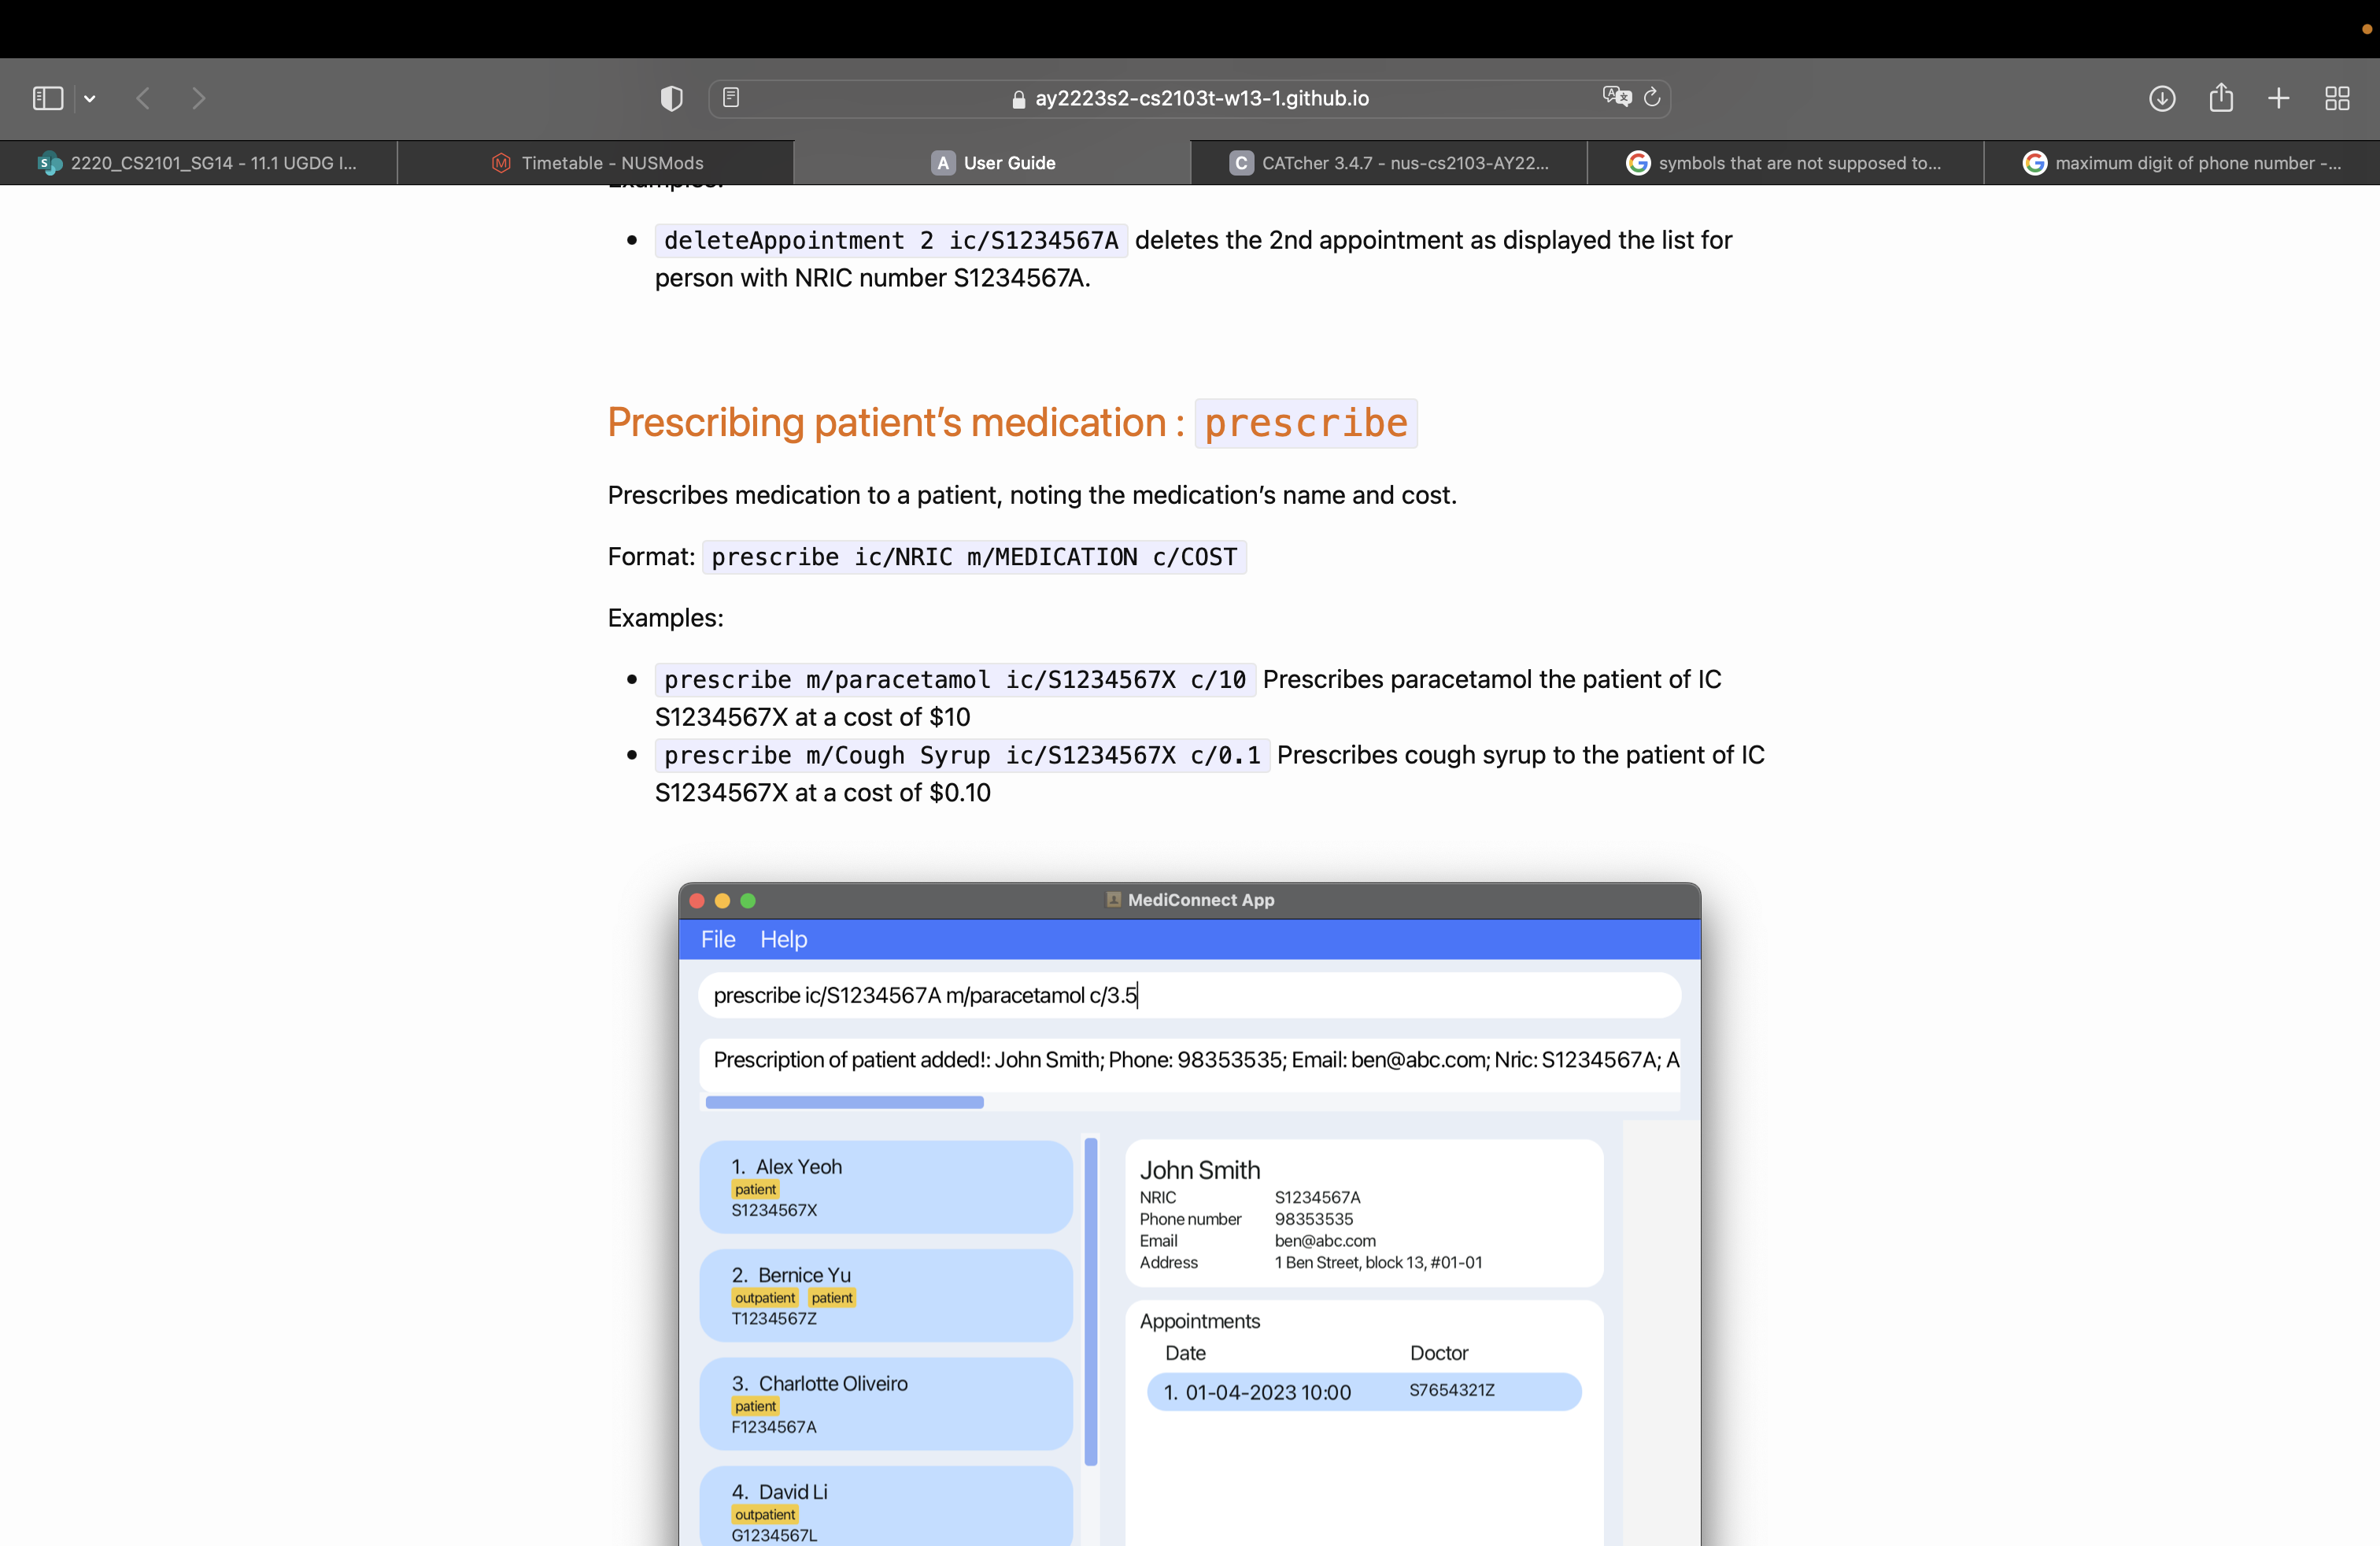 ay2223s2-cs2103t-w13-1.github.io
2220_CS2101_SG14 - 11.1 UGDG I...
Timetable - NUSMods
A User Guide
C CATcher 3.4.7 - nus-cs2103-AY22...
symbols that are not supposed to...
maximum digit of phone number -...
Examples:
deleteAppointment 2 ic/S1234567A deletes the 2nd appointment as displayed the list for
person with NRIC number S1234567A.
Prescribing patient’s medication : prescribe
Prescribes medication to a patient, noting the medication’s name and cost.
Format: prescribe ic/NRIC m/MEDICATION c/COST
Examples:
prescribe m/paracetamol ic/S1234567X c/10 Prescribes paracetamol the patient of IC
S1234567X at a cost of $10
prescribe m/Cough Syrup ic/S1234567X c/0.1 Prescribes cough syrup to the patient of IC
S1234567X at a cost of $0.10
MediConnect App
File Help
prescribe ic/S1234567A m/paracetamol c/3.5
Prescription of patient added!: John Smith; Phone: 98353535; Email: ben@abc.com; Nric: S1234567A; A
1. Alex Yeoh
patient
S1234567X
2. Bernice Yu
outpatient patient
T1234567Z
3. Charlotte Oliveiro
patient
F1234567A
4. David Li
outpatient
G1234567L
John Smith
NRIC S1234567A
Phone number 98353535
Email ben@abc.com
Address 1 Ben Street, block 13, #01-01
Appointments
Date Doctor
1. 01-04-2023 10:00 S7654321Z